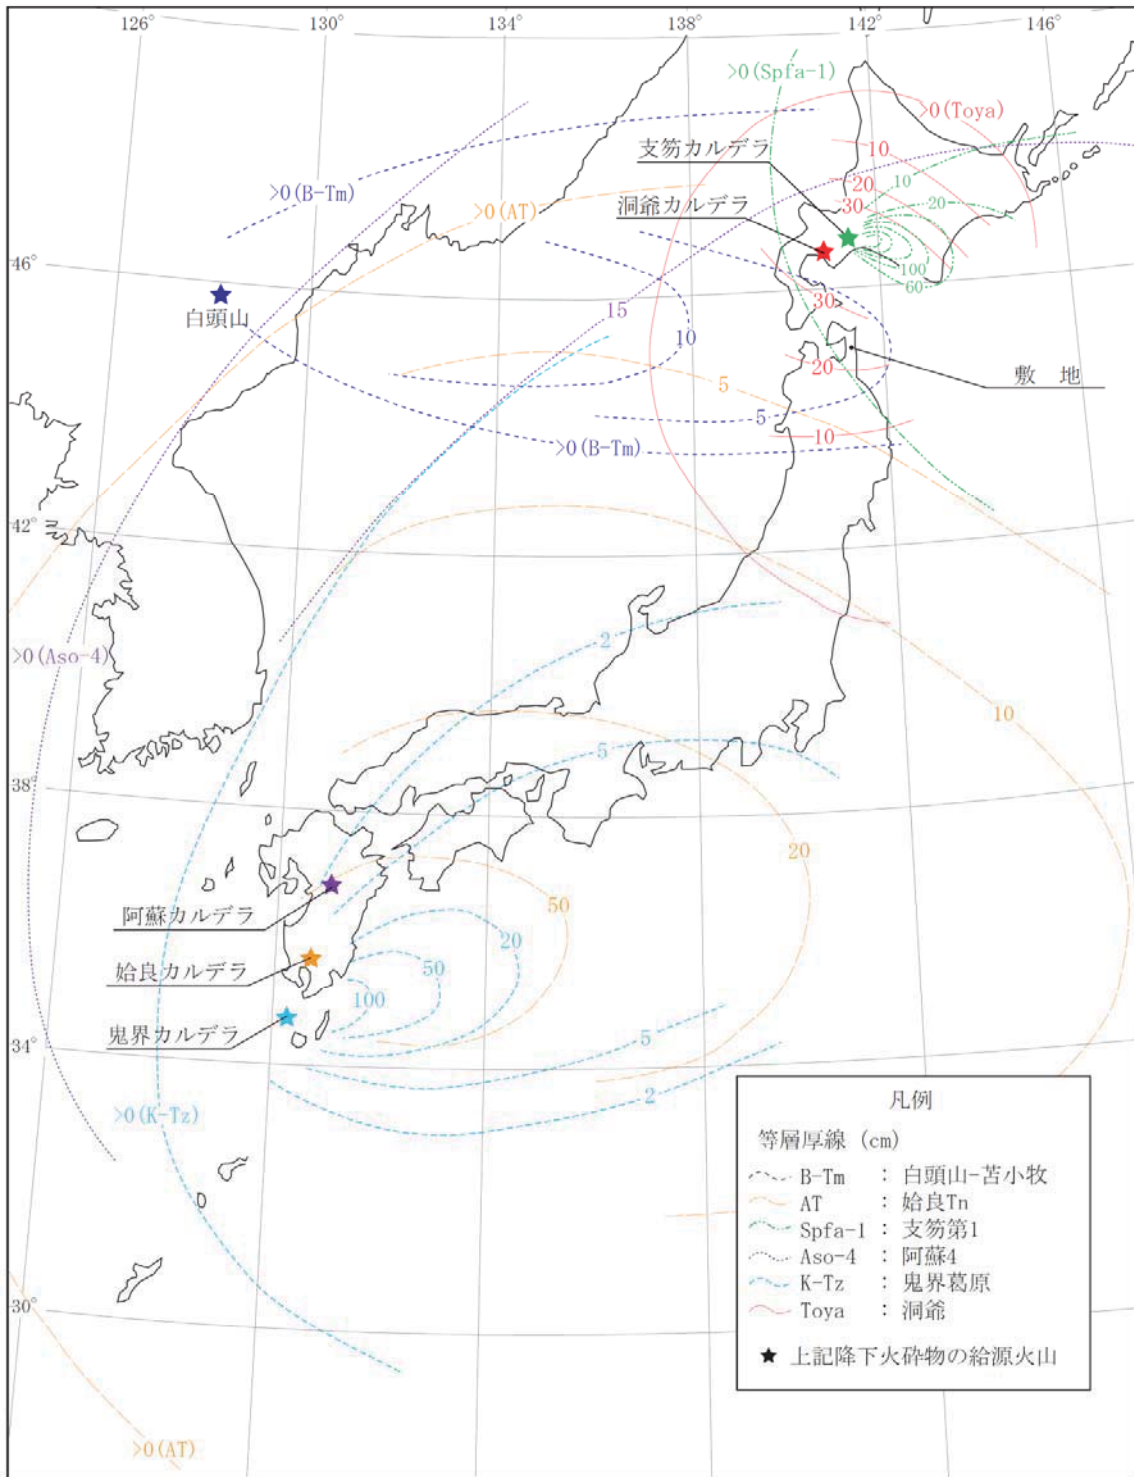 126° 130° 134° 138° 142° 146°
>0(Spfa-1)
>0(Toya)
支笏カルデラ
10
10
>0(B-Tm)
20
20
>0(AT)
洞爺カルデラ
30
46°
100
60
白頭山
15
30
10
20
敷 地
5
5
10
>0(B-Tm)
42°
2
>0(Aso-4)
10
5
38°
20
阿蘇カルデラ
50
20
始良カルデラ
50
100
鬼界カルデラ
34°
5
2
>0(K-Tz)
凡例
等層厚線 (cm)
B-Tm : 白頭山-苫小牧
AT : 姶良Tn
Spfa-1 : 支笏第1
Aso-4 : 阿蘇4
K-Tz : 鬼界葛原
Toya : 洞爺
★ 上記降下火砕物の給源火山
30°
>0(AT)